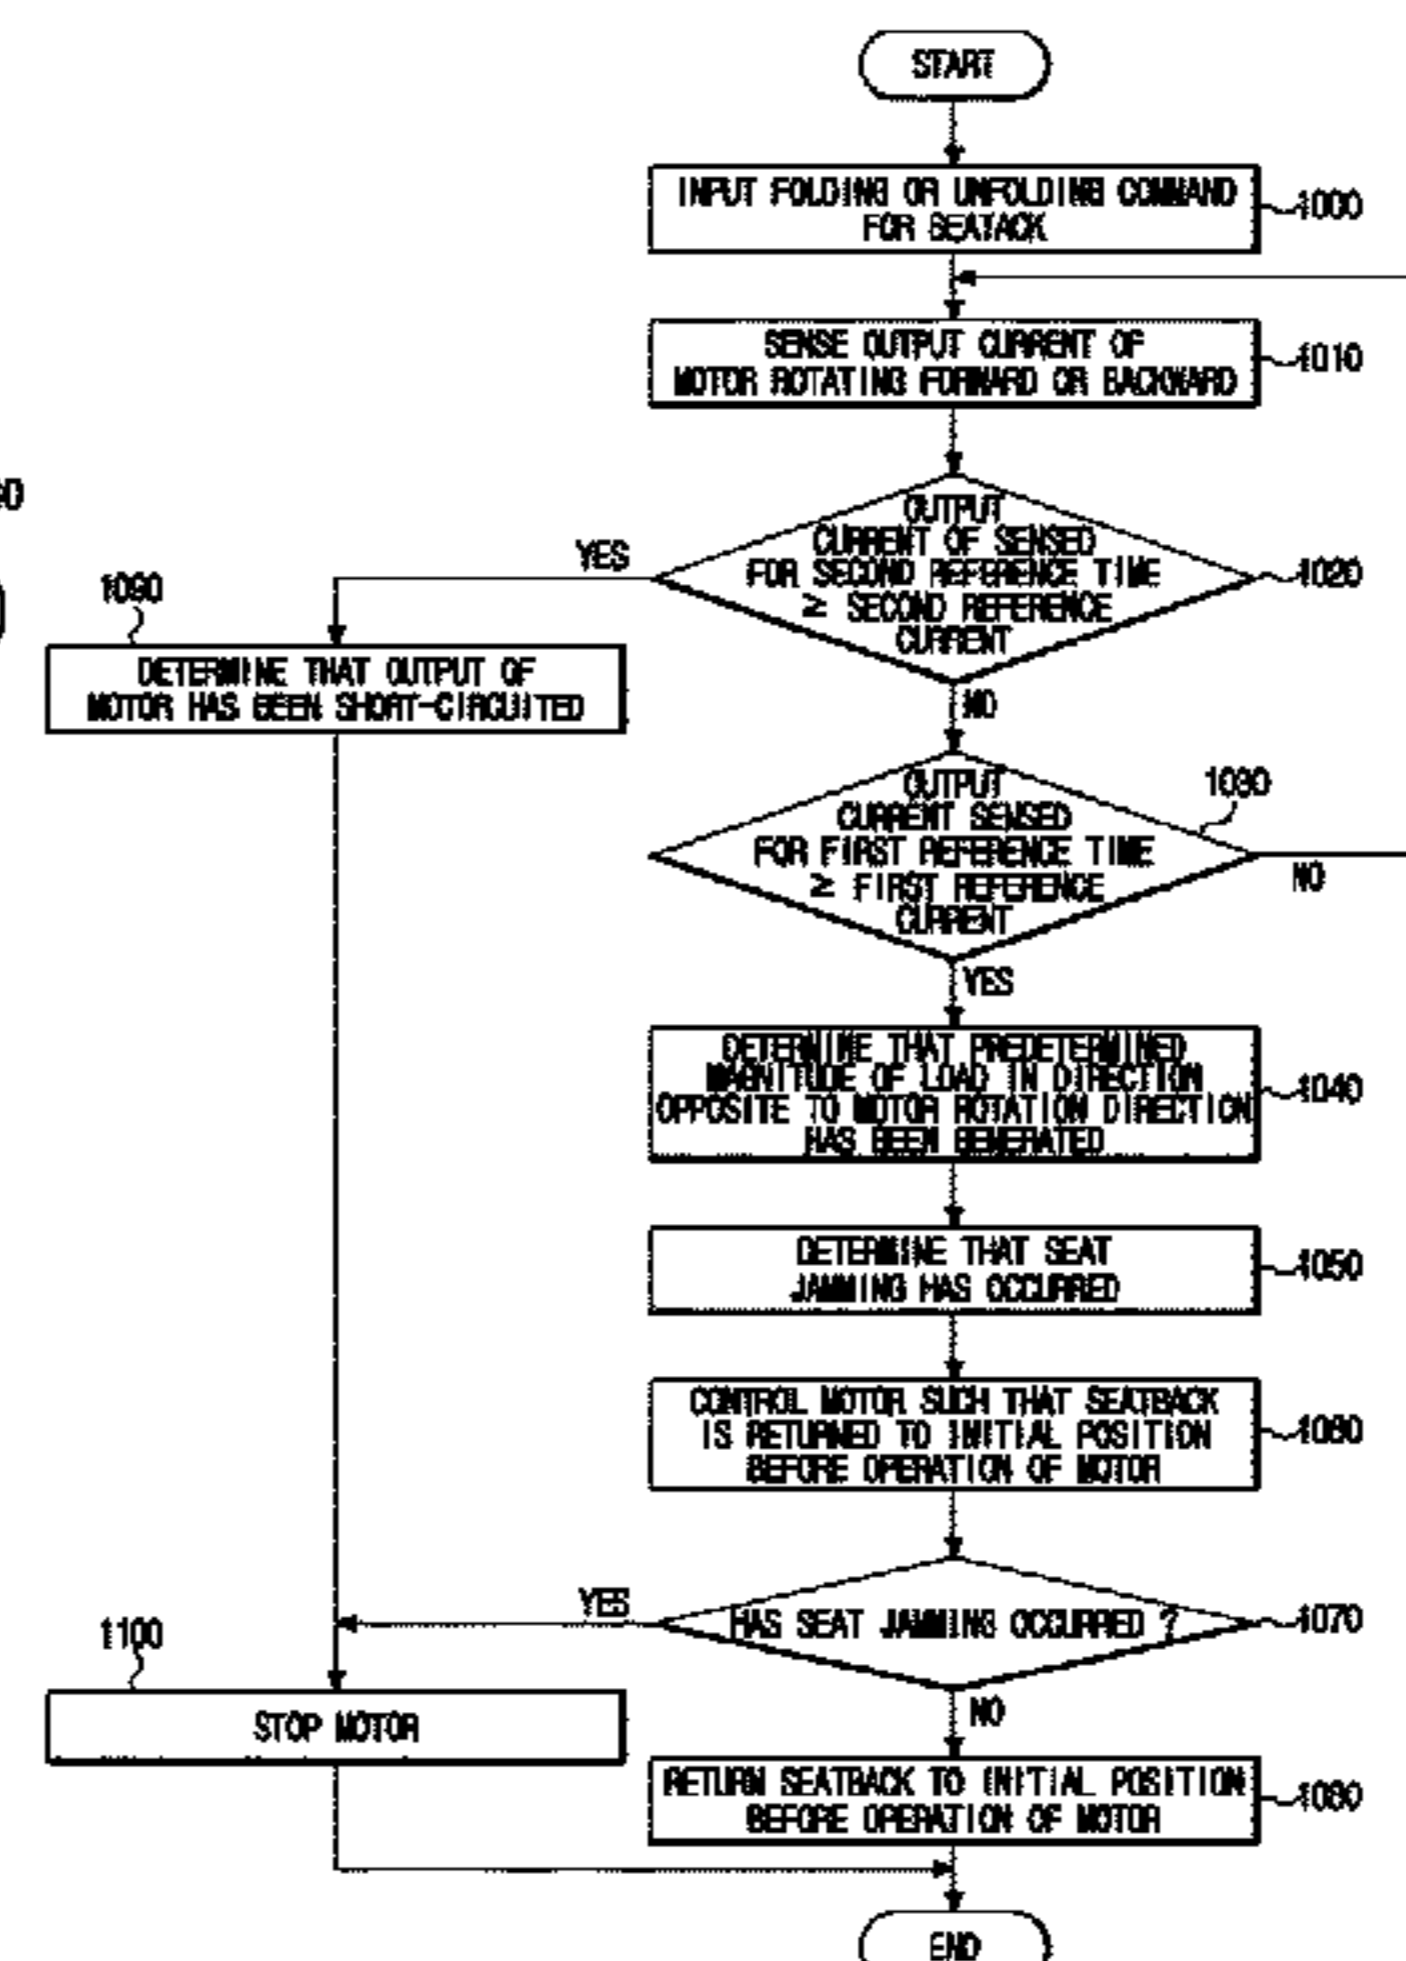 START
INPUT FOLDING OR UNFOLDING COMMAND
FOR SEATACK
1000
SENSE OUTPUT CURRENT OF
MOTOR ROTATING FORWARD OR BACKWARD
1010
OUTPUT
CURRENT OF SENSED
FOR SECOND REFERENCE TIME
≥ SECOND REFERENCE
CURRENT
1020
YES
1090
DETERMINE THAT OUTPUT OF
MOTOR HAS BEEN SHORT-CIRCUITED
NO
OUTPUT
CURRENT SENSED
FOR FIRST REFERENCE TIME
≥ FIRST REFERENCE
CURRENT
1030
NO
YES
DETERMINE THAT PREDETERMINED
MAGNITUDE OF LOAD IN DIRECTION
OPPOSITE TO MOTOR ROTATION DIRECTION
HAS BEEN GENERATED
1040
DETERMINE THAT SEAT
JAMMING HAS OCCURRED
1050
CONTROL MOTOR SUCH THAT SEATBACK
IS RETURNED TO INITIAL POSITION
BEFORE OPERATION OF MOTOR
1060
HAS SEAT JAMMING OCCURRED ?
1070
YES
1100
STOP MOTOR
NO
RETURN SEATBACK TO INITIAL POSITION
BEFORE OPERATION OF MOTOR
1080
END